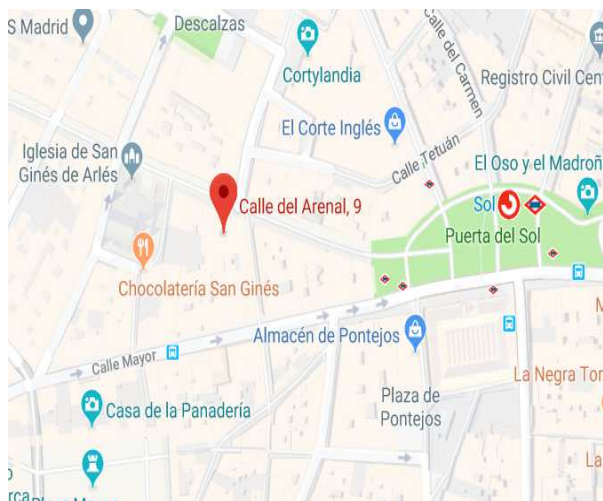 S Madrid
Descalzas
Cortylandia
Calle del Carmen
Registro Civil Cen
El Corte Inglés
Calle Tetuán
Iglesia de San
Ginés de Arlés
El Oso y el Madroñ
Calle del Arenal, 9
Sol
Puerta del Sol
Chocolatería San Ginés
Almacén de Pontejos
Calle Mayor
La Negra Tom
Plaza de
Pontejos
Casa de la Panadería
La